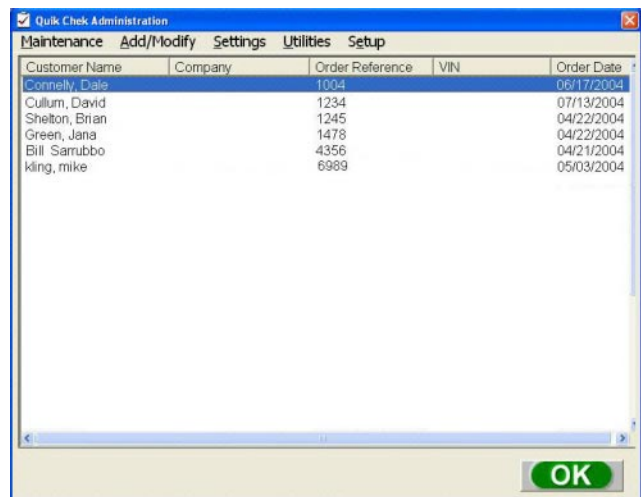 Quik Chek Administration
Maintenance Add/Modify Settings Utilities Setup
Customer Name Company Order Reference VIN Order Date
Connelly, Dale 1004 06/17/2004
Cullum, David 1234 07/13/2004
Shelton, Brian 1245 04/22/2004
Green, Jana 1478 04/22/2004
Bill Sarrubbo 4356 04/21/2004
kling, mike 6989 05/03/2004
OK